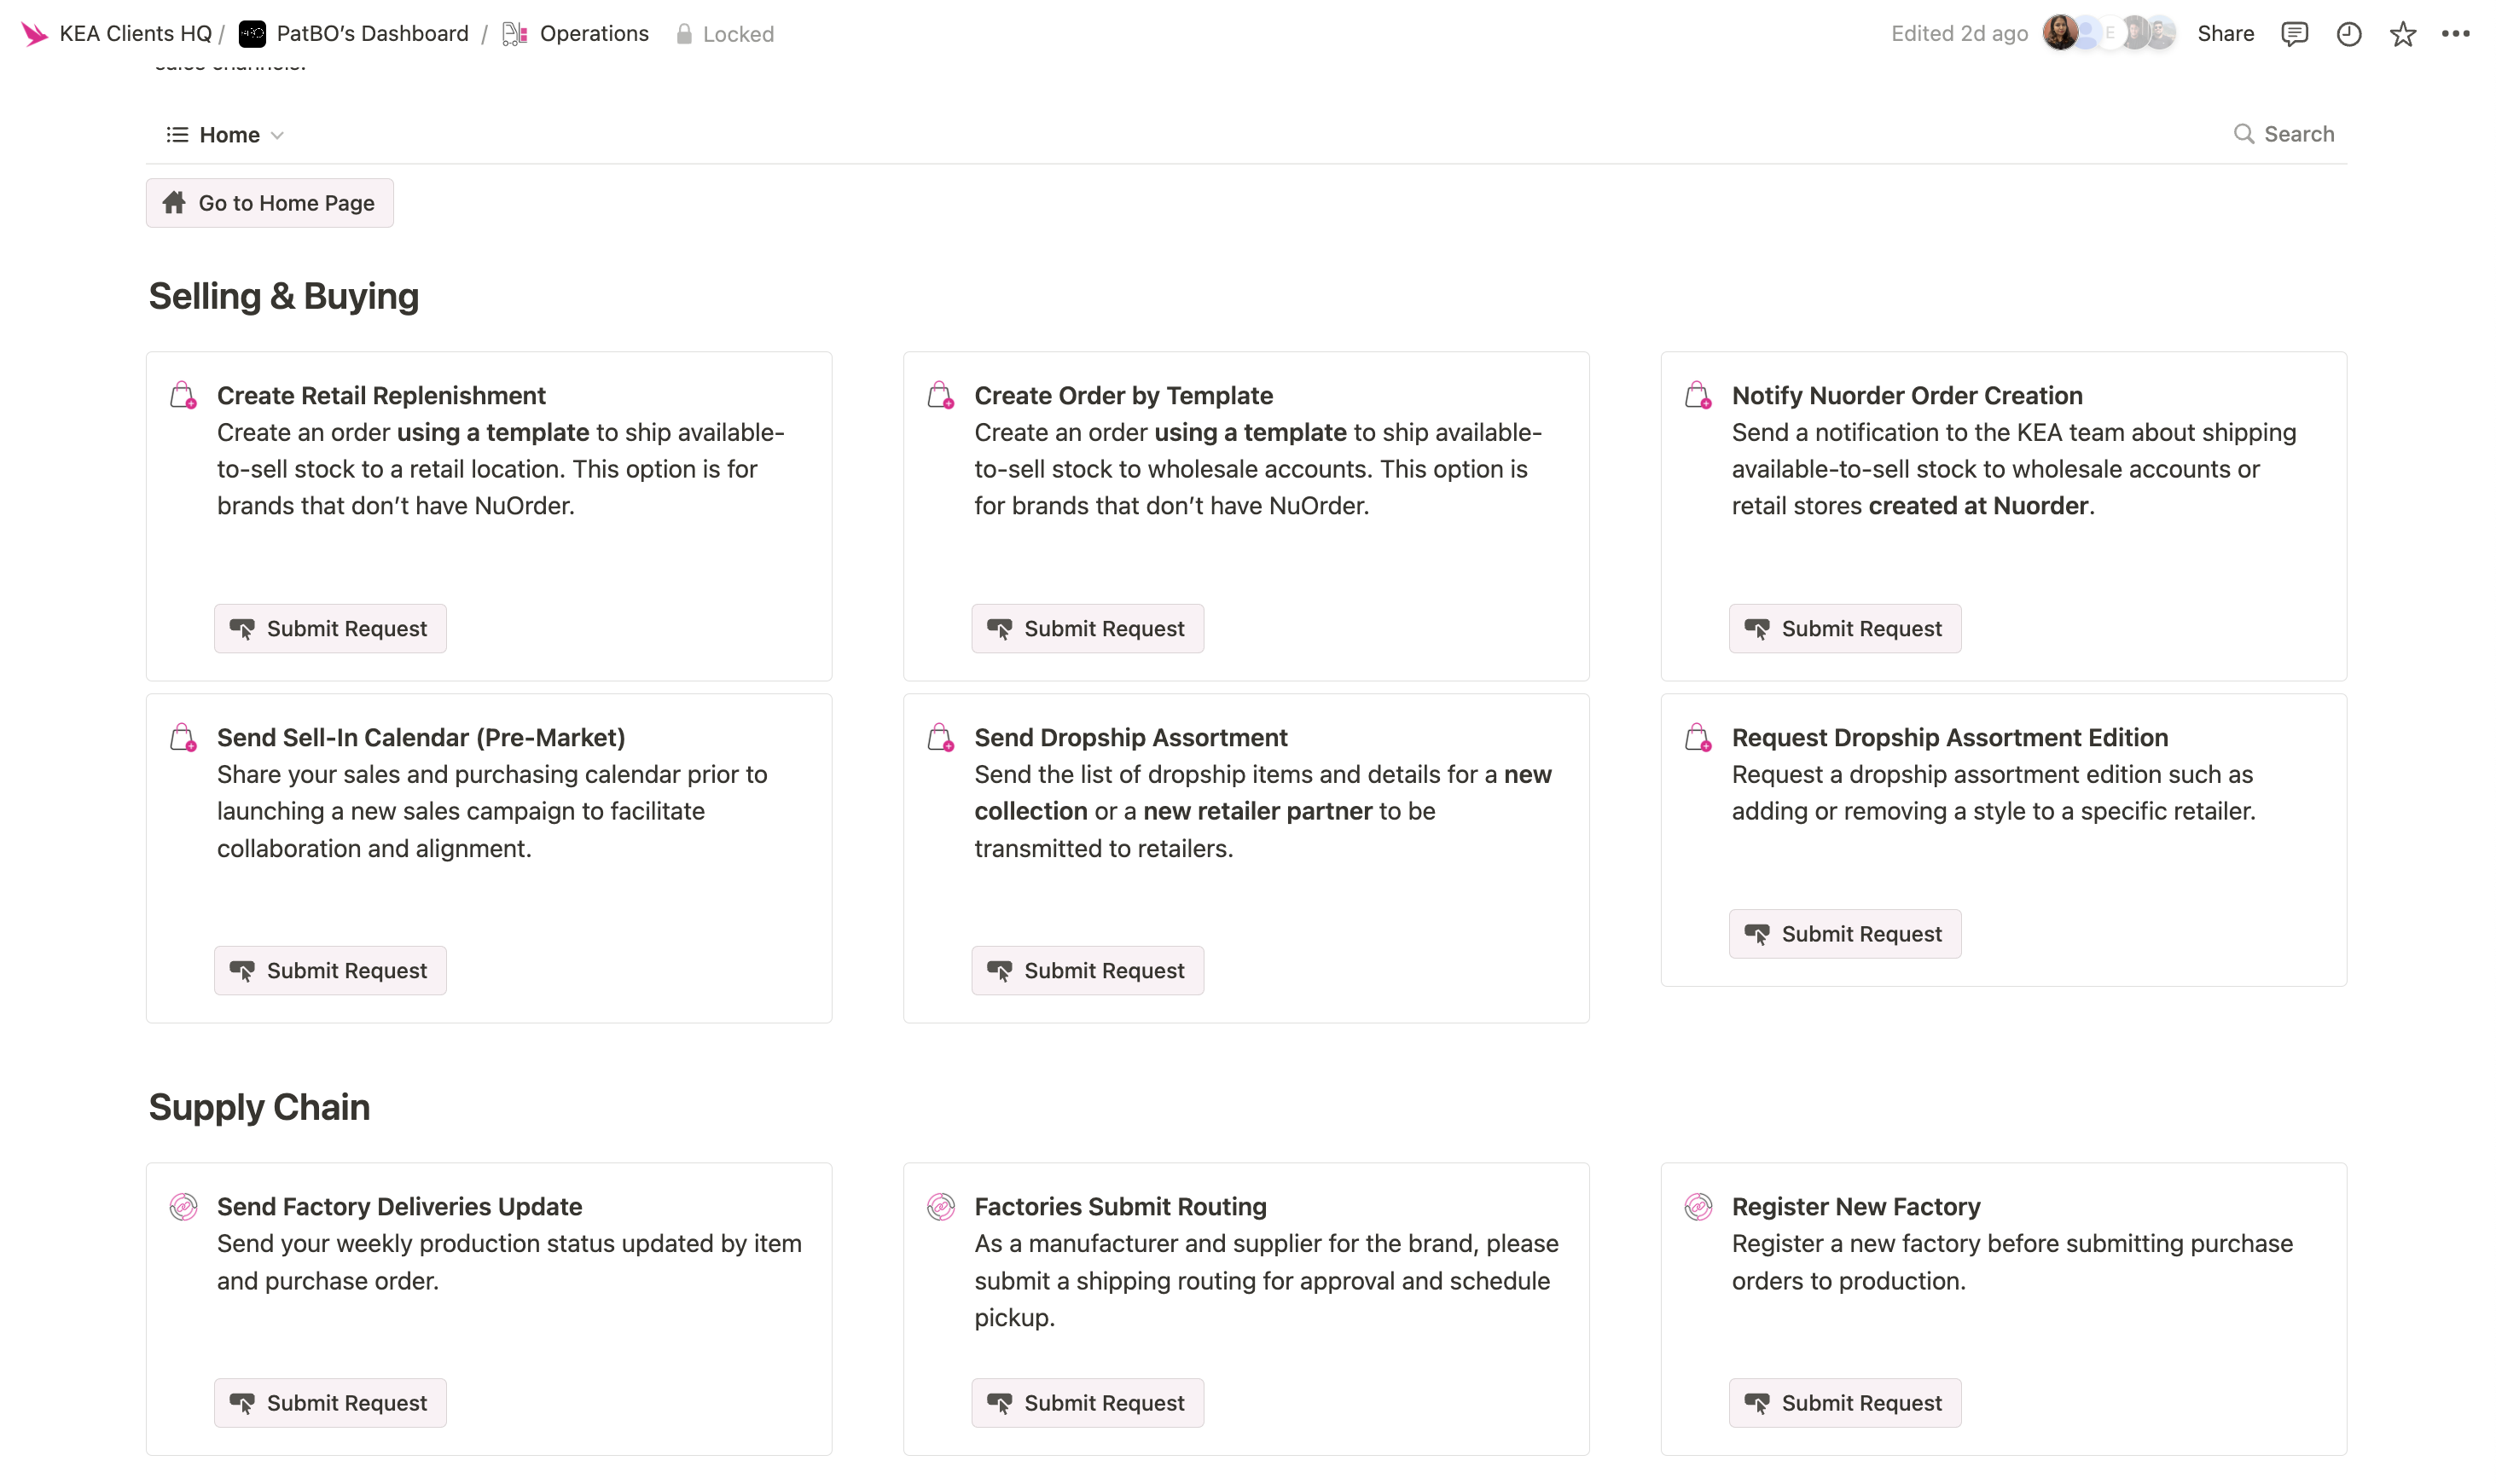 KEA Clients HQ / PatBO’s Dashboard / Operations Locked
Edited 2d ago E Share
sales channels.
Home
Search
Go to Home Page
Selling & Buying
Create Retail Replenishment
Create an order using a template to ship available-
to-sell stock to a retail location. This option is for
brands that don’t have NuOrder.
Submit Request
Create Order by Template
Create an order using a template to ship available-
to-sell stock to wholesale accounts. This option is
for brands that don’t have NuOrder.
Submit Request
Notify Nuorder Order Creation
Send a notification to the KEA team about shipping
available-to-sell stock to wholesale accounts or
retail stores created at Nuorder.
Submit Request
Send Sell-In Calendar (Pre-Market)
Share your sales and purchasing calendar prior to
launching a new sales campaign to facilitate
collaboration and alignment.
Submit Request
Send Dropship Assortment
Send the list of dropship items and details for a new
collection or a new retailer partner to be
transmitted to retailers.
Submit Request
Request Dropship Assortment Edition
Request a dropship assortment edition such as
adding or removing a style to a specific retailer.
Submit Request
Supply Chain
Send Factory Deliveries Update
Send your weekly production status updated by item
and purchase order.
Submit Request
Factories Submit Routing
As a manufacturer and supplier for the brand, please
submit a shipping routing for approval and schedule
pickup.
Submit Request
Register New Factory
Register a new factory before submitting purchase
orders to production.
Submit Request